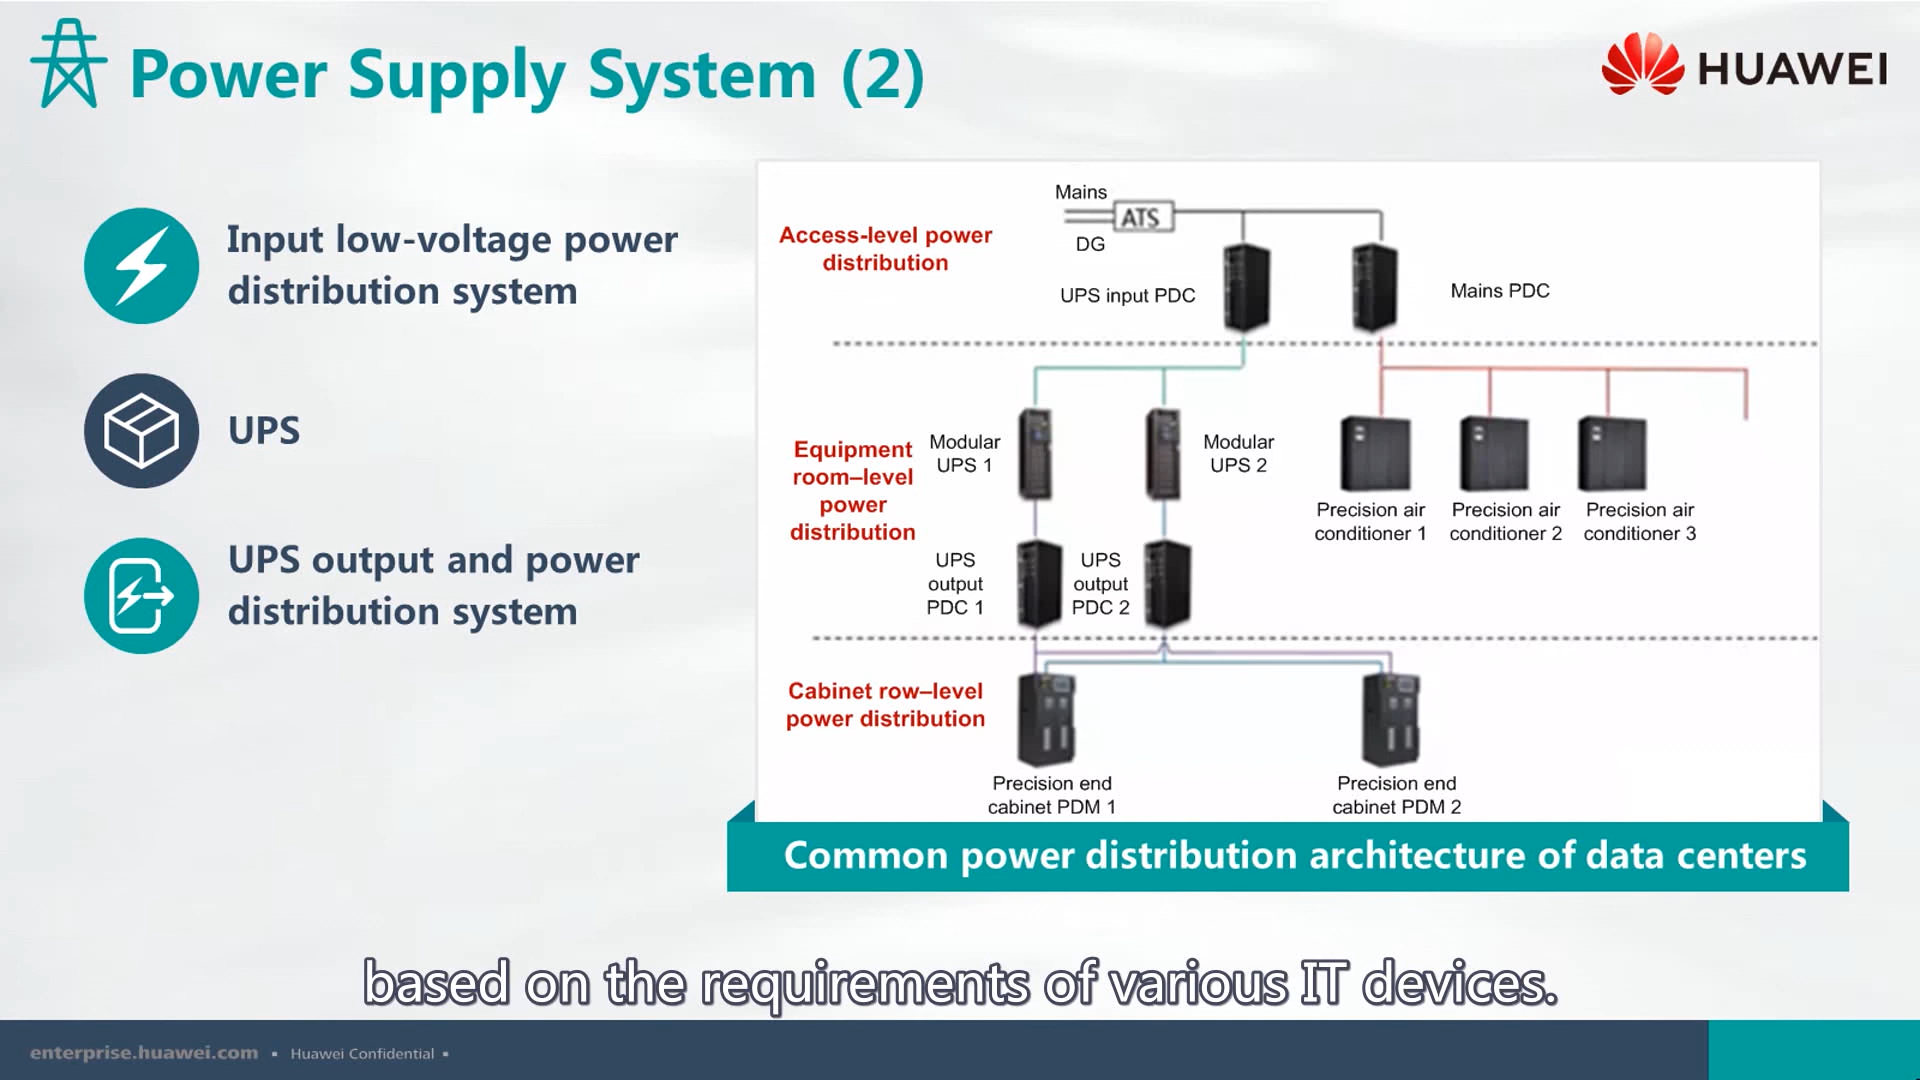 Power Supply System (2)
HUAWEI
Input low-voltage power
distribution system
UPS
UPS output and power
distribution system
Mains
ATS
DG
Access-level power
distribution
UPS input PDC
Mains PDC
Equipment
room–level
power
distribution
Modular
UPS 1
Modular
UPS 2
Precision air
conditioner 1
Precision air
conditioner 2
Precision air
conditioner 3
UPS
output
PDC 1
UPS
output
PDC 2
Cabinet row–level
power distribution
Precision end
cabinet PDM 1
Precision end
cabinet PDM 2
Common power distribution architecture of data centers
based on the requirements of various IT devices.
enterprise.huawei.com ▪ Huawei Confidential ▪